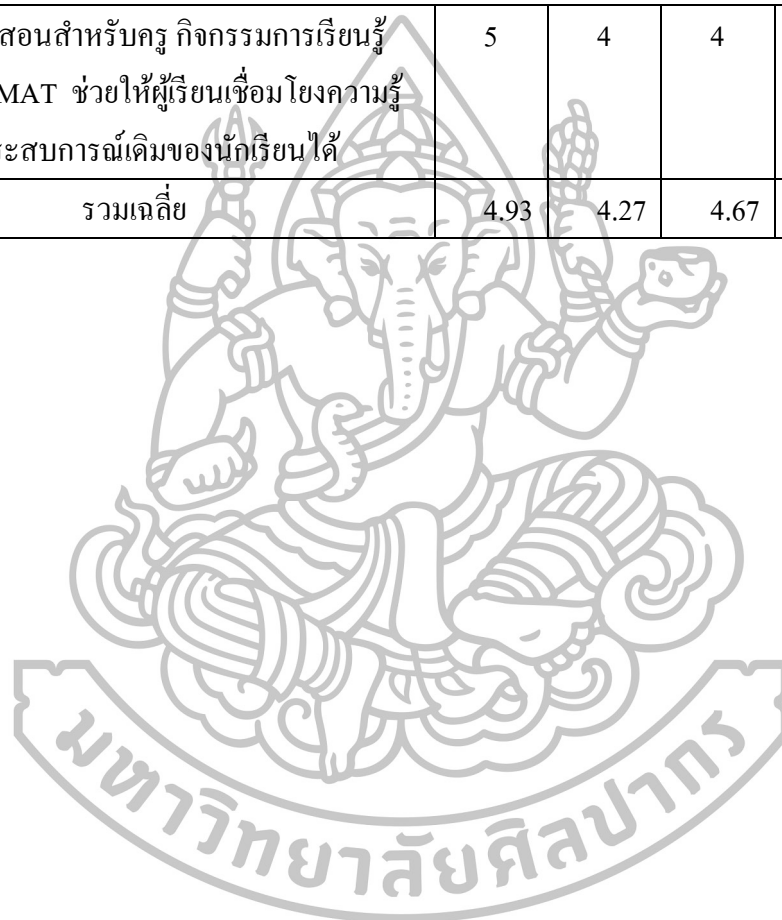 สอนสำหรับครู กิจกรรมการเรียนรู้ 5 4 4
MAT ช่วยให้ผู้เรียนเชื่อมโยงความรู้
ระสบการณ์เดิมของนักเรียนได้
รวมเฉลี่ย 4.93 4.27 4.67
มหาวิทยาลัยศิลปากร